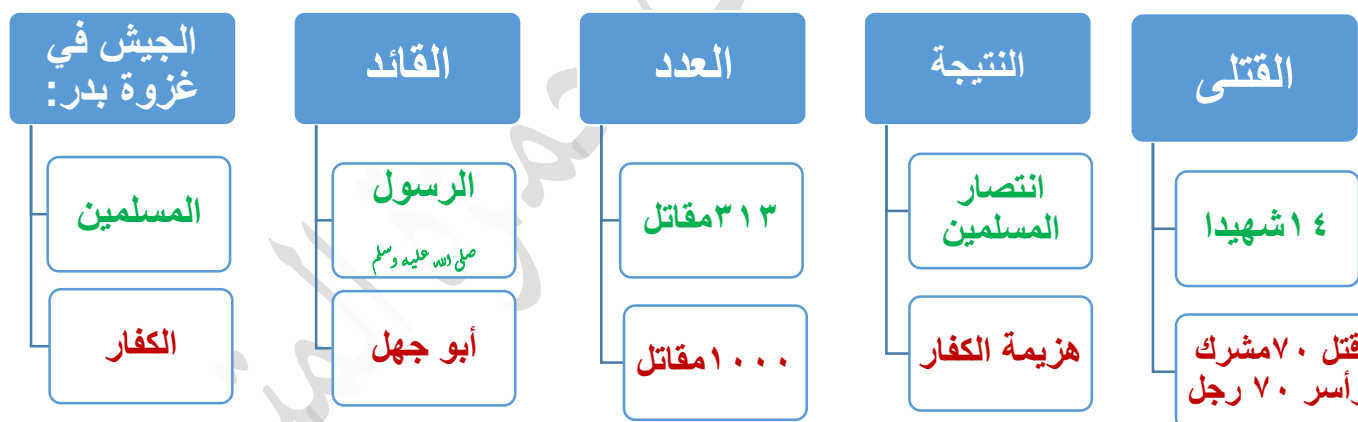 الجيش في
غزوة بدر:
المسلمين
الكفار
القائد
الرسول
صلى الله عليه وسلم
أبو جهل
العدد
٣١٣مقاتل
١٠٠٠مقاتل
النتيجة
انتصار
المسلمين
هزيمة الكفار
القتلى
١٤شهيدا
قتل ٧٠مشرك
وأسر ٧٠ رجل